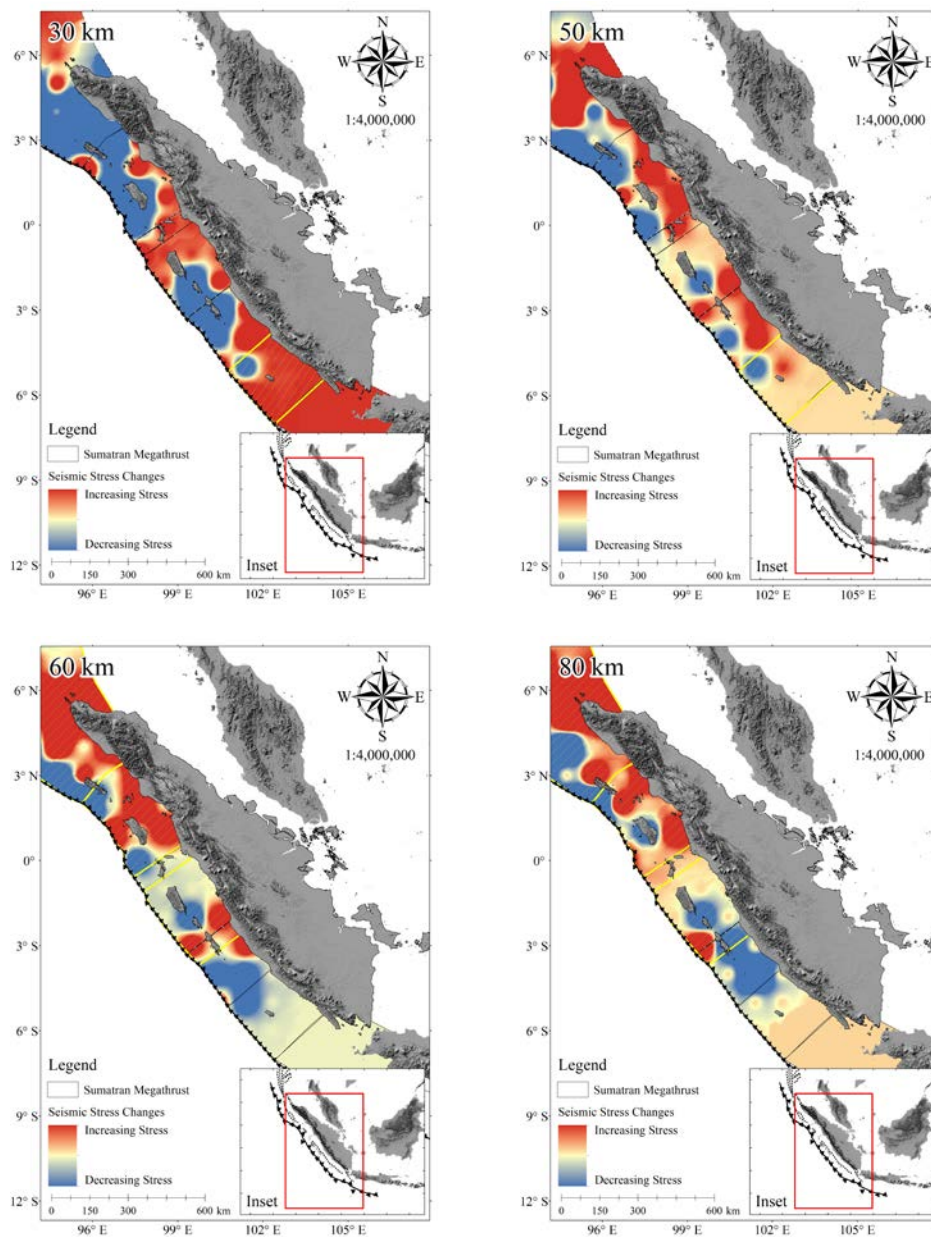 30 km
N
W E
S
1:4,000,000
6° N
3° N
0°
3° S
6° S
9° S
12° S
Legend
Sumatran Megathrust
Seismic Stress Changes
Increasing Stress
Decreasing Stress
0 150 300 600
km
Inset
96° E 99° E 102° E 105° E
50 km
N
W E
S
1:4,000,000
6° N
3° N
0°
3° S
6° S
9° S
12° S
Legend
Sumatran Megathrust
Seismic Stress Changes
Increasing Stress
Decreasing Stress
0 150 300 600
km
Inset
96° E 99° E 102° E 105° E
60 km
N
W E
S
1:4,000,000
6° N
3° N
0°
3° S
6° S
9° S
12° S
Legend
Sumatran Megathrust
Seismic Stress Changes
Increasing Stress
Decreasing Stress
0 150 300 600
km
Inset
96° E 99° E 102° E 105° E
80 km
N
W E
S
1:4,000,000
6° N
3° N
0°
3° S
6° S
9° S
12° S
Legend
Sumatran Megathrust
Seismic Stress Changes
Increasing Stress
Decreasing Stress
0 150 300 600
km
Inset
96° E 99° E 102° E 105° E